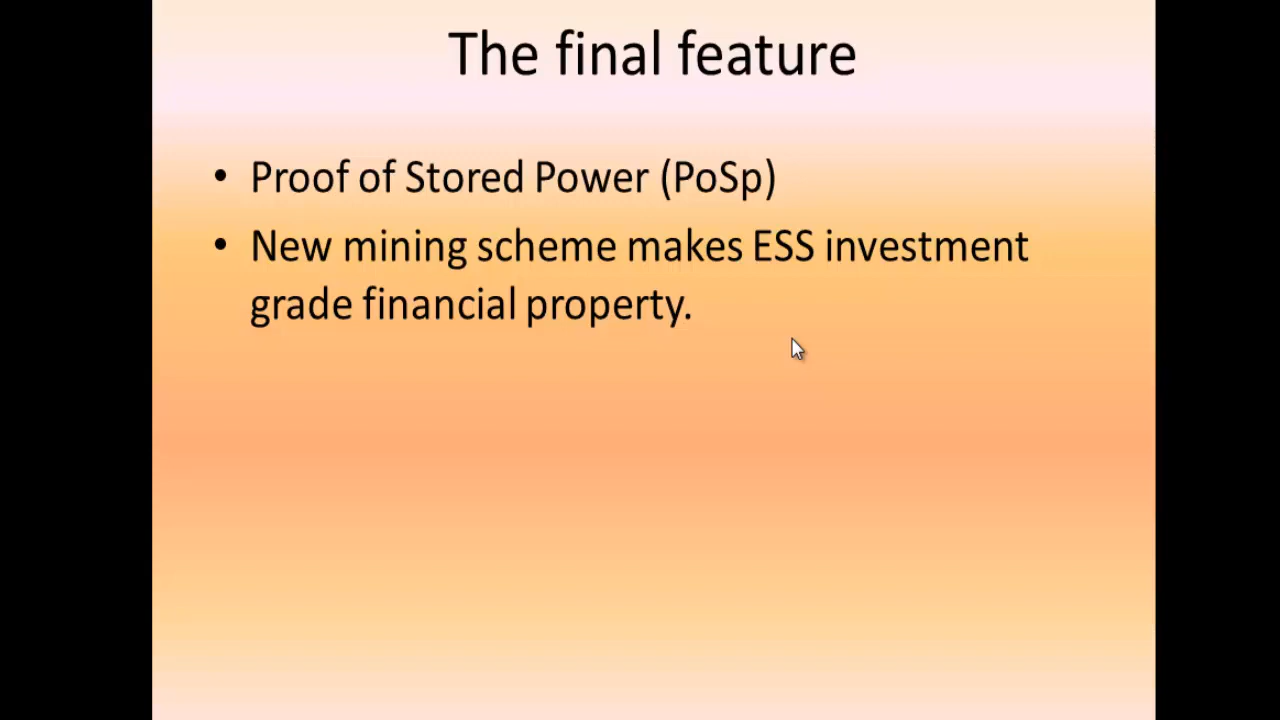 The final feature
• Proof of Stored Power (PoSp)
• New mining scheme makes ESS investment
grade financial property.